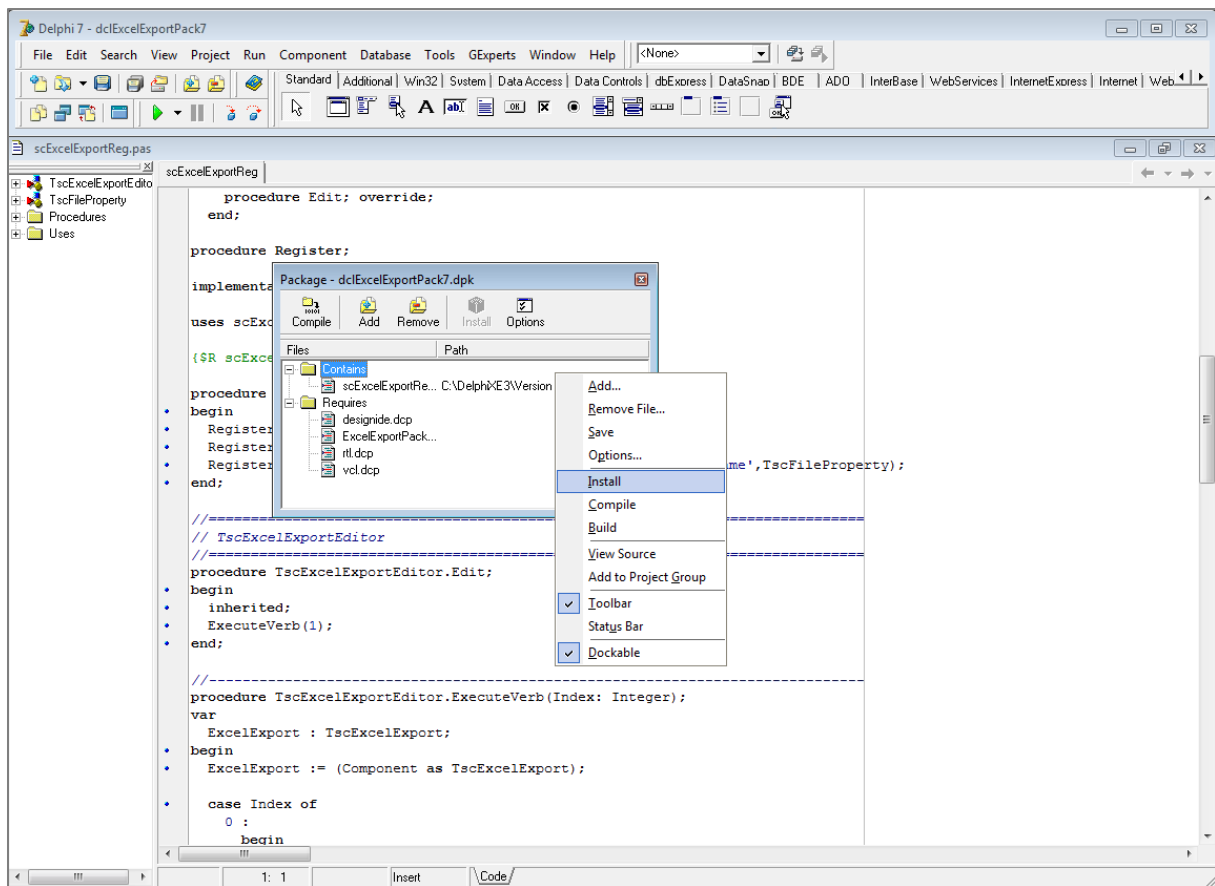 Delphi 7 - dclExcelExportPack7
File Edit Search View Project Run Component Database Tools GExperts Window Help <None>
Standard Additional Win32 System Data Access Data Controls dbExpress DataSnap BDE ADO InterBase WebServices InternetExpress Internet Web
scExcelExportReg.pas
scExcelExportReg
TscExcelExportEdito
TscFileProperty
Procedures
Uses
procedure Edit; override;
end;
procedure Register;
implementa
uses scExc
{$R scExce
procedure
begin
Register
Register
Register
me',TscFileProperty);
end;
Package - dclExcelExportPack7.dpk
Compile Add Remove Install Options
Files Path
Contains
scExcelExportRe... C:\DelphiXE3\Version
Requires
designide.dcp
ExcelExportPack...
rtl.dcp
vcl.dcp
Add...
Remove File...
Save
Options...
Install
Compile
Build
View Source
Add to Project Group
Toolbar
Status Bar
Dockable
//=========================================================================
// TscExcelExportEditor
//=========================================================================
procedure TscExcelExportEditor.Edit;
begin
inherited;
ExecuteVerb(1);
end;
//-------------------------------------------------------------------------
procedure TscExcelExportEditor.ExecuteVerb(Index: Integer);
var
ExcelExport : TscExcelExport;
begin
ExcelExport := (Component as TscExcelExport);
case Index of
0 :
begin
1: 1 Insert Code